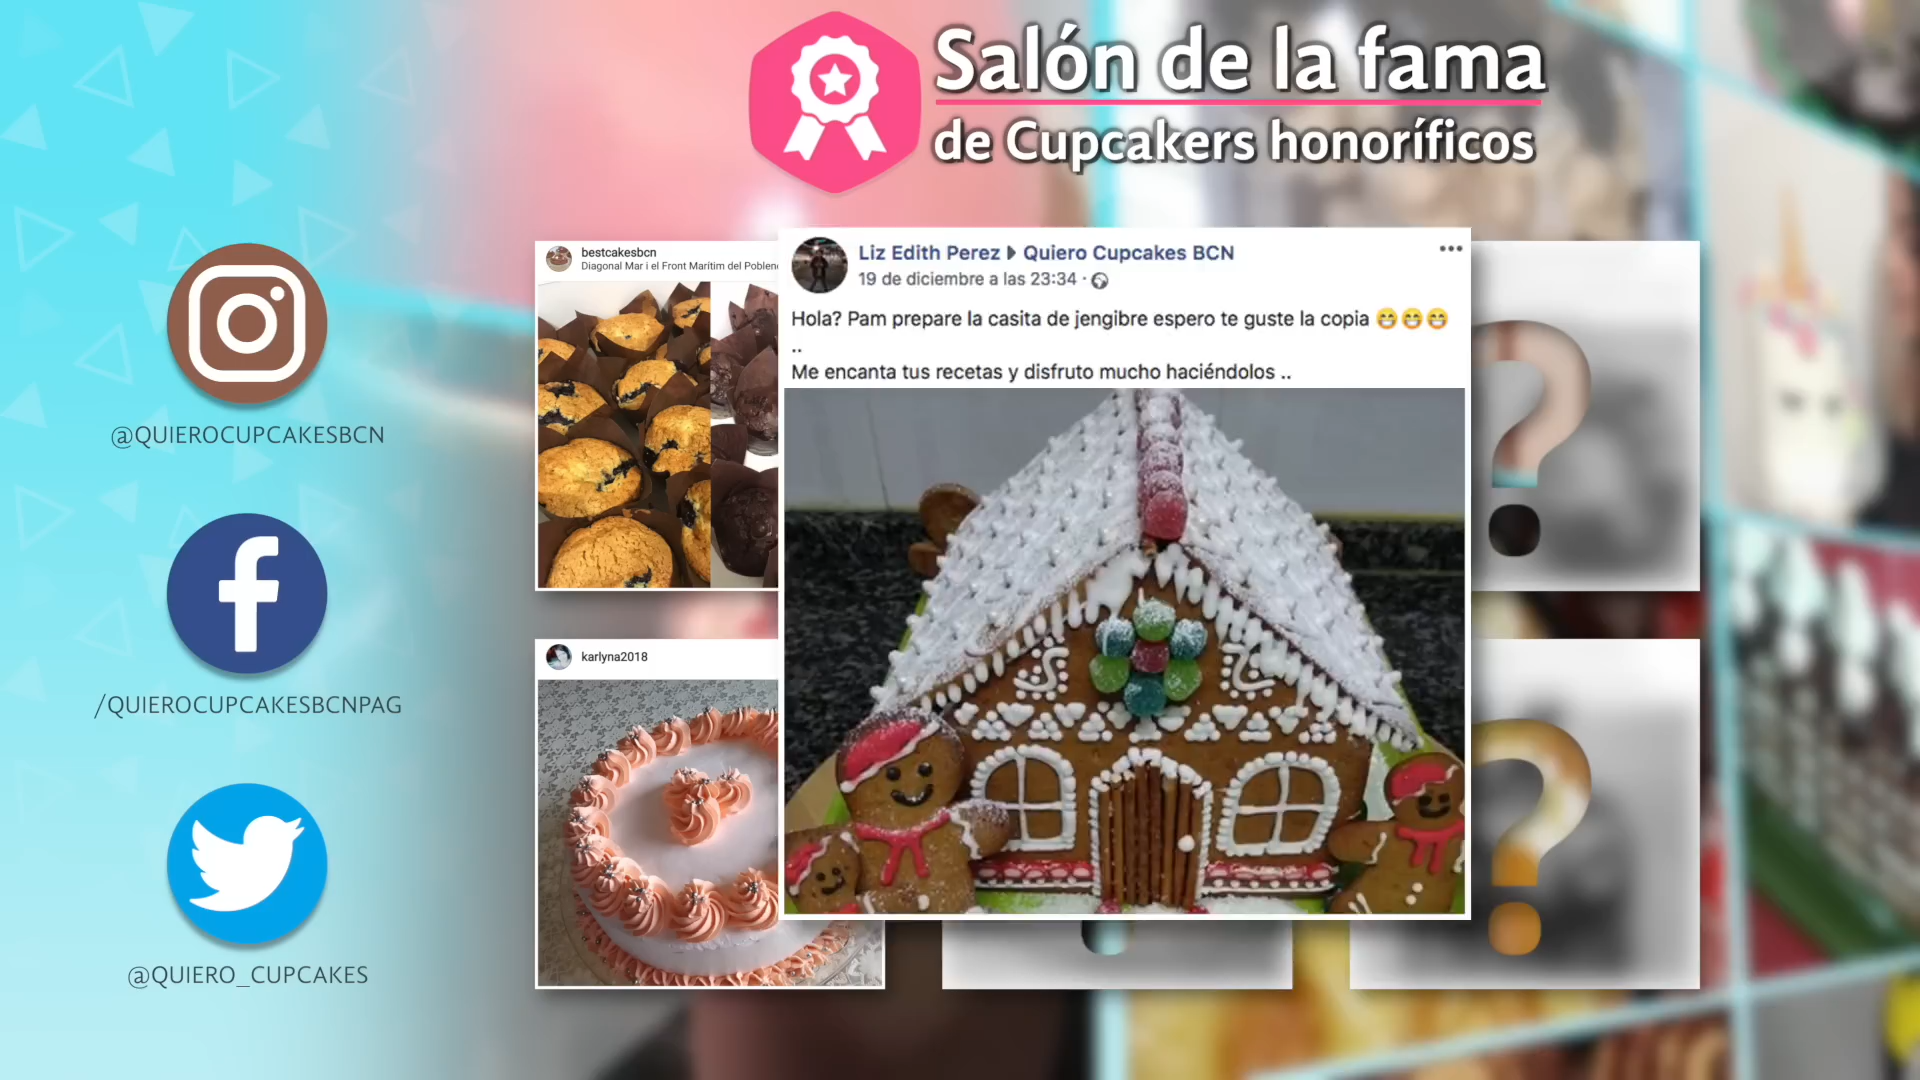 Salón de la fama
de Cupcakers honoríficos
@QUIEROCUPCAKESBCN
/QUIEROCUPCAKESBCNPAG
@QUIERO_CUPCAKES
bestcakesbcn
Diagonal Mar i el Front Marítim del Poblen
karlyna2018
Liz Edith Perez ▸ Quiero Cupcakes BCN
19 de diciembre a las 23:34 ·
Hola? Pam prepare la casita de jengibre espero te guste la copia 😁😁😁
..
Me encanta tus recetas y disfruto mucho haciéndolos ..
?
?